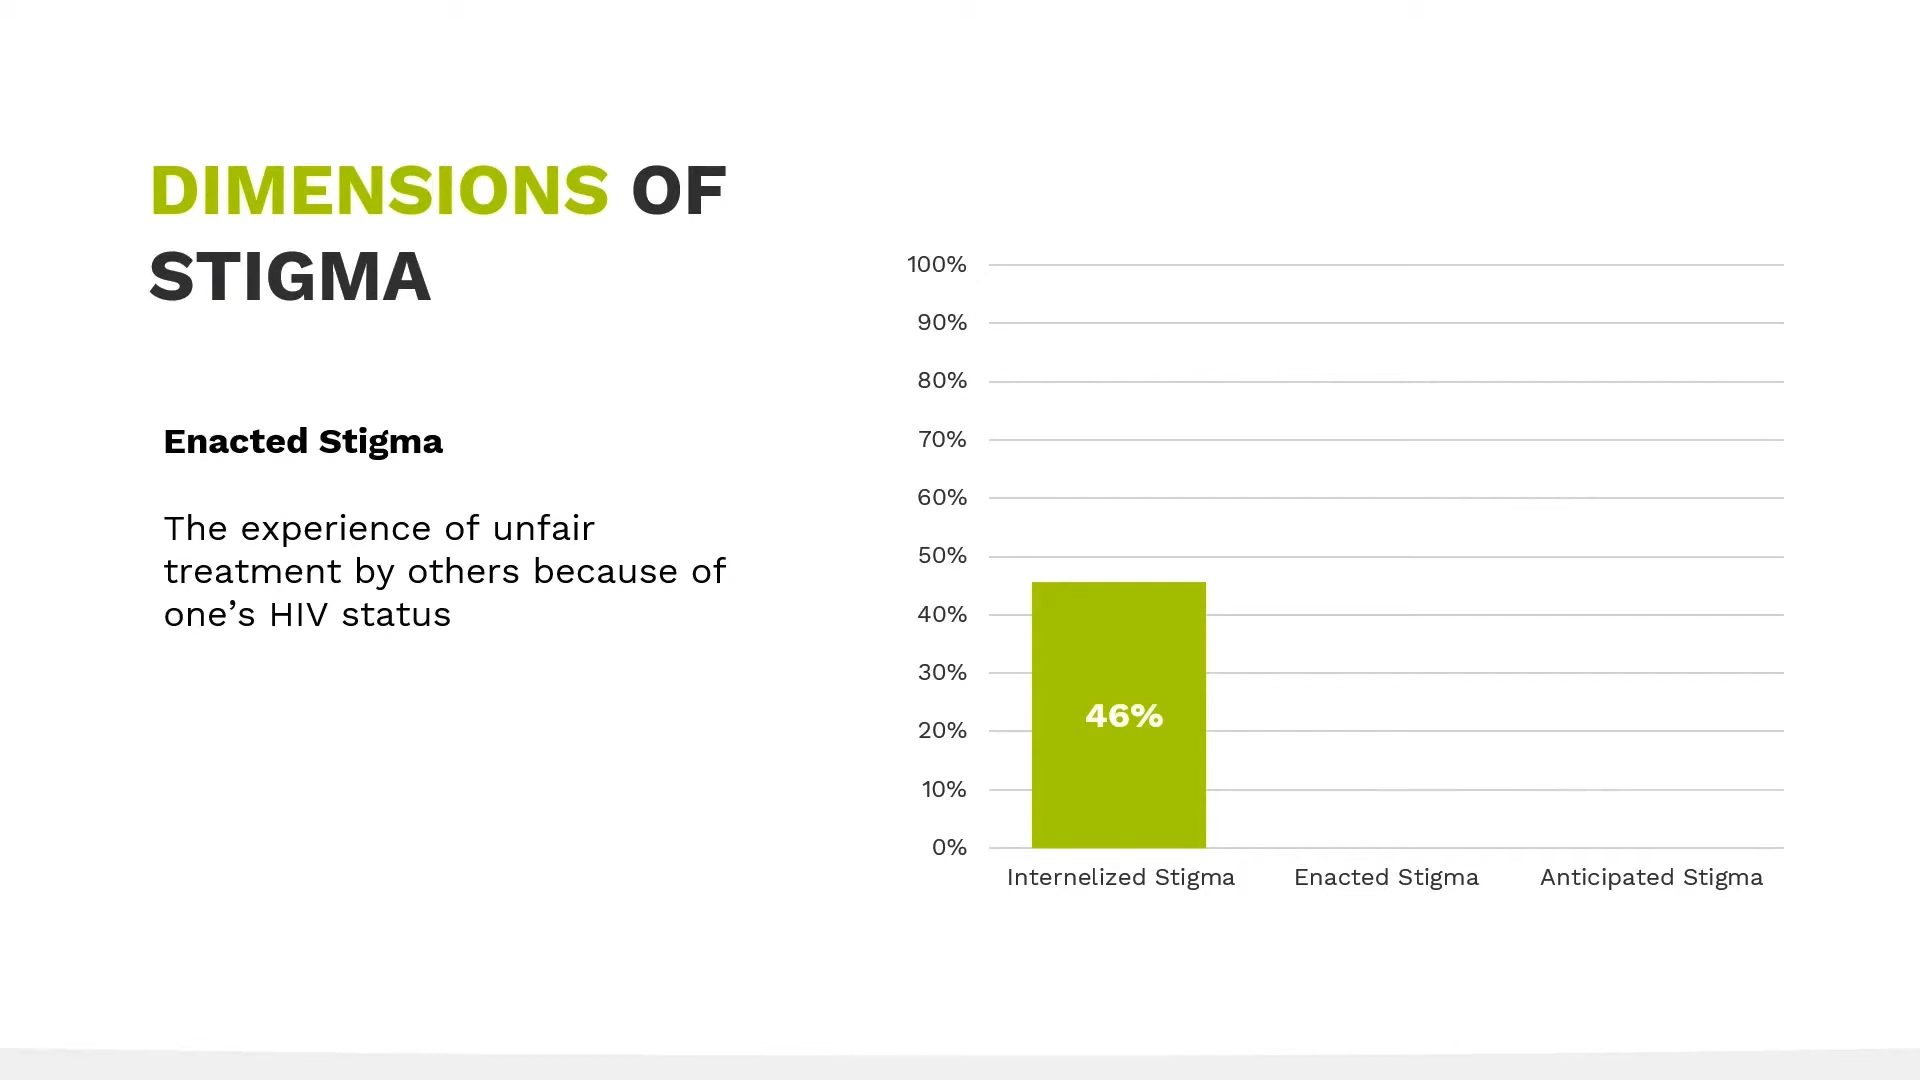 DIMENSIONS OF
STIGMA
Enacted Stigma
The experience of unfair
treatment by others because of
one’s HIV status
100%
90%
80%
70%
60%
50%
40%
30%
20%
10%
0%
46%
Internelized Stigma
Enacted Stigma
Anticipated Stigma